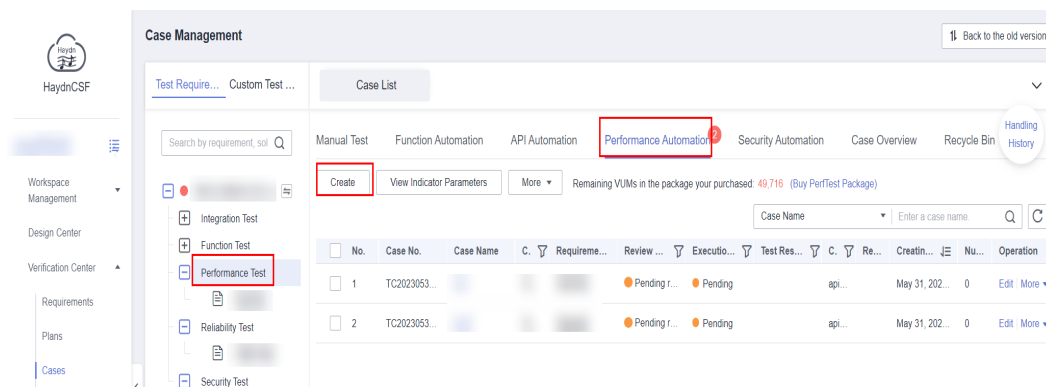 Haydn
HaydnCSF
Workspace
Management
Design Center
Verification Center
Requirements
Plans
Cases
Case Management
Back to the old version
Test Require... Custom Test ...
Case List
Search by requirement, sol
Integration Test
Function Test
Performance Test
Reliability Test
Security Test
Manual Test Function Automation API Automation Performance Automation 2 Security Automation Case Overview Recycle Bin
Handling
History
Create View Indicator Parameters More Remaining VUMs in the package your purchased: 49,716 (Buy PerfTest Package)
Case Name Enter a case name.
No. Case No. Case Name C... Requireme... Review ... Executio... Test Res... C... Re... Creatin... Nu... Operation
1 TC2023053... Pending r... Pending api... May 31, 202... 0 Edit More
2 TC2023053... Pending r... Pending api... May 31, 202... 0 Edit More